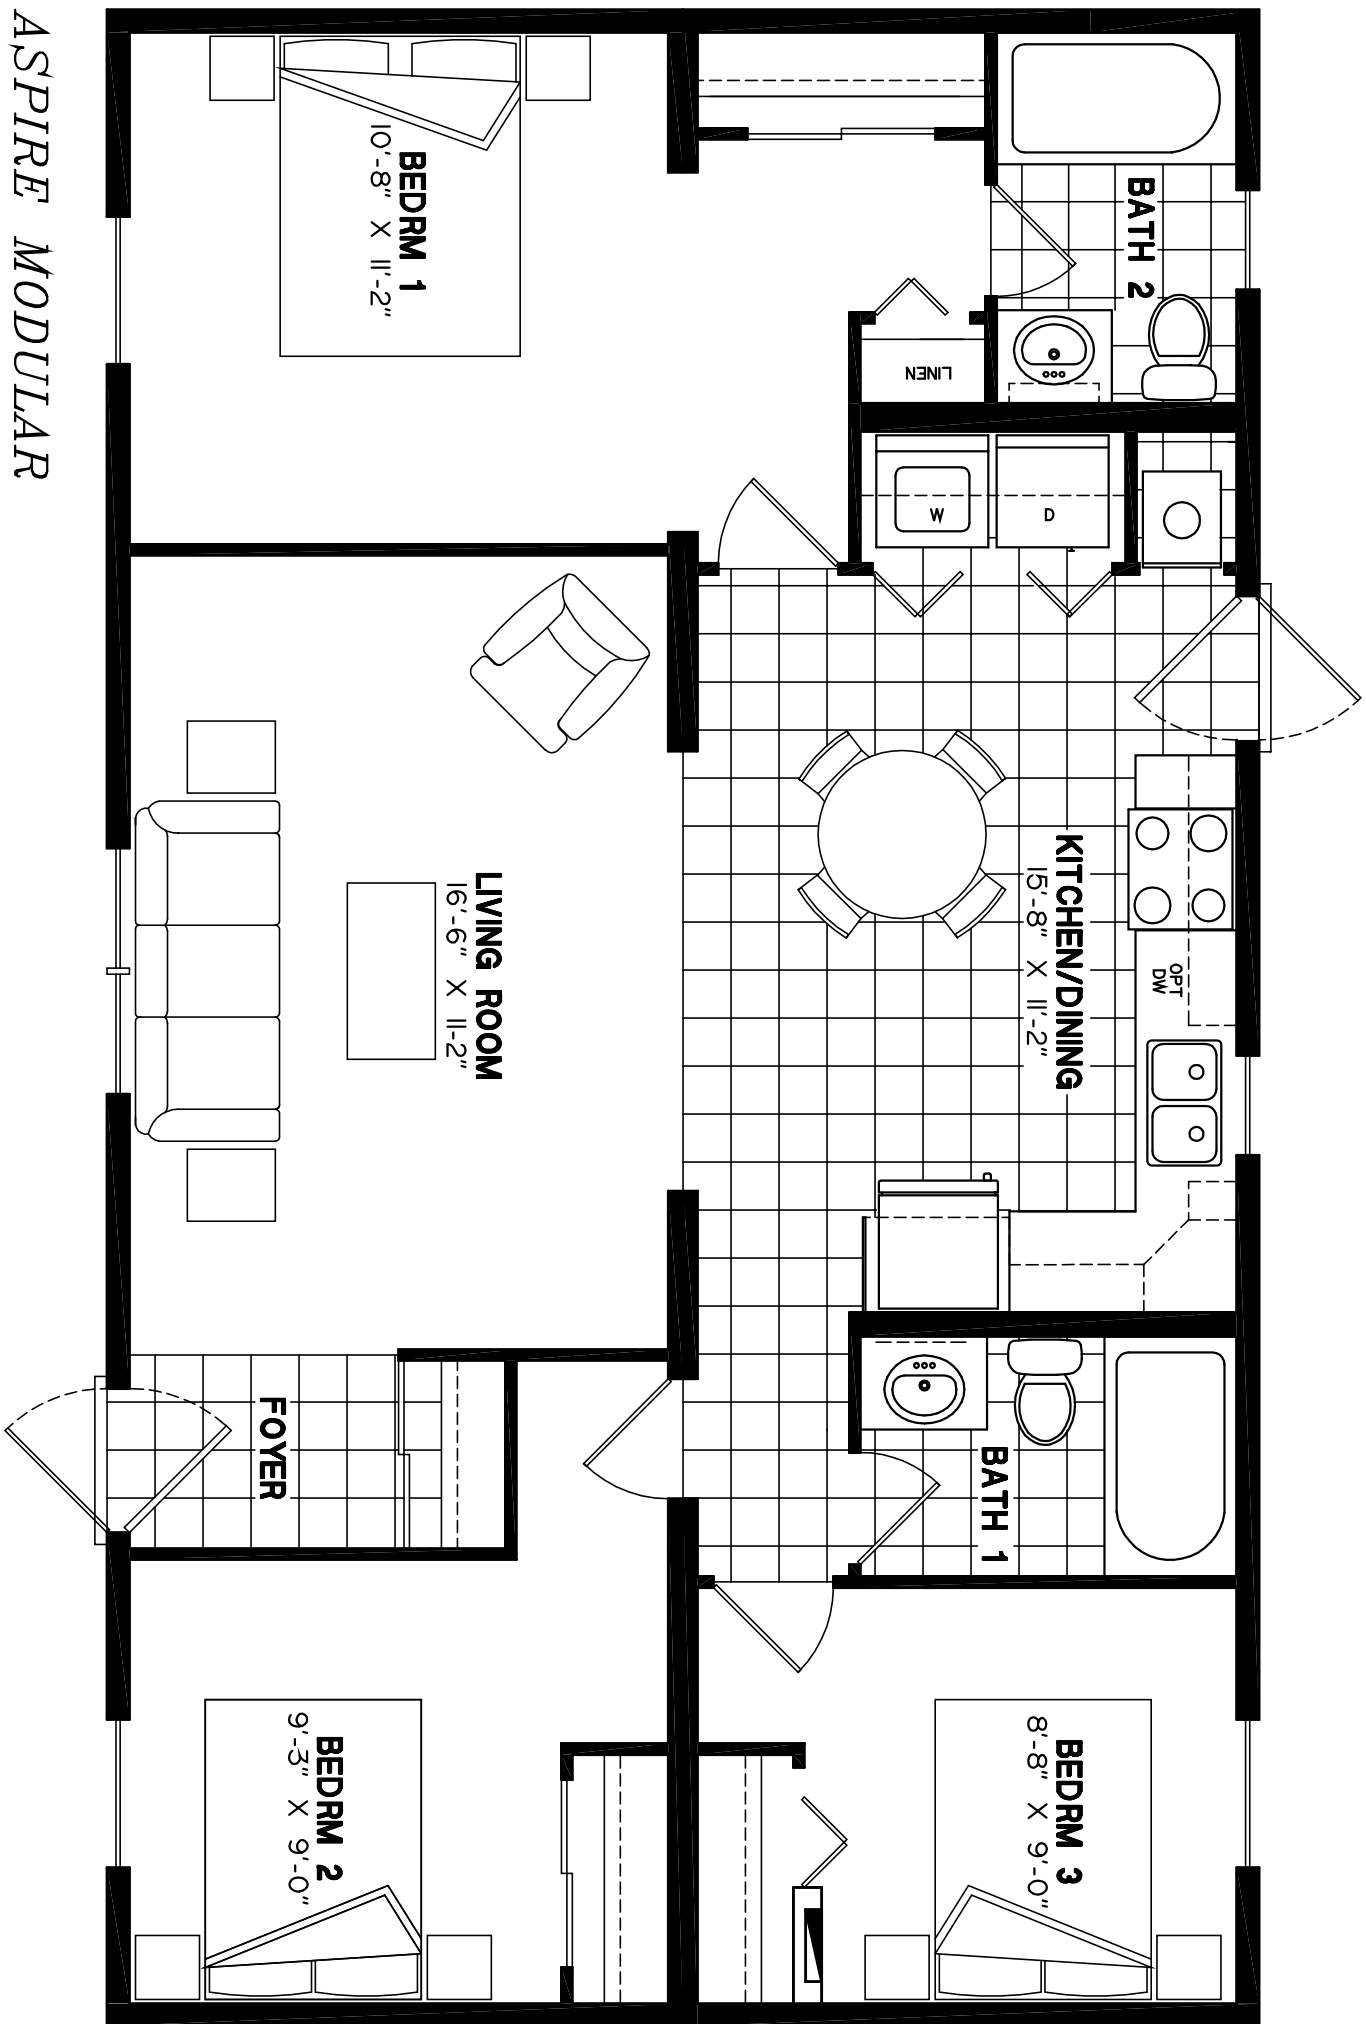 ASPIRE MODULAR
BEDRM 1
10'-8" X 11'-2"
BATH 2
LINEN
W
D
LIVING ROOM
16'-6" X 11-2"
KITCHEN/DINING
15'-8" X 11'-2"
OPT
DW
FOYER
BATH 1
BEDRM 2
9'-3" X 9'-0"
BEDRM 3
8'-8" X 9'-0"